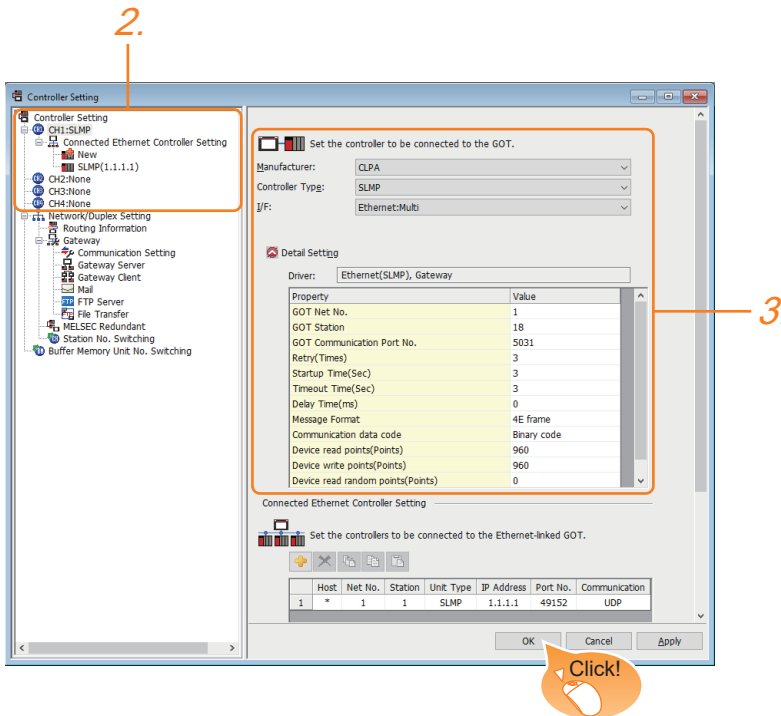 2.
Controller Setting
Controller Setting
CH1:SLMP
Connected Ethernet Controller Setting
New
SLMP(1.1.1.1)
CH2:None
CH3:None
CH4:None
Network/Duplex Setting
Routing Information
Gateway
Communication Setting
Gateway Server
Gateway Client
Mail
FTP Server
File Transfer
MELSEC Redundant
Station No. Switching
Buffer Memory Unit No. Switching
Set the controller to be connected to the GOT.
Manufacturer: CLPA
Controller Type: SLMP
I/F: Ethernet:Multi
Detail Setting
Driver: Ethernet(SLMP), Gateway
Property Value
GOT Net No. 1
GOT Station 18
GOT Communication Port No. 5031
Retry(Times) 3
Startup Time(Sec) 3
Timeout Time(Sec) 3
Delay Time(ms) 0
Message Format 4E frame
Communication data code Binary code
Device read points(Points) 960
Device write points(Points) 960
Device read random points(Points) 0
3
Connected Ethernet Controller Setting
Set the controllers to be connected to the Ethernet-linked GOT.
Host Net No. Station Unit Type IP Address Port No. Communication
1 * 1 1 SLMP 1.1.1.1 49152 UDP
OK Cancel Apply
Click!